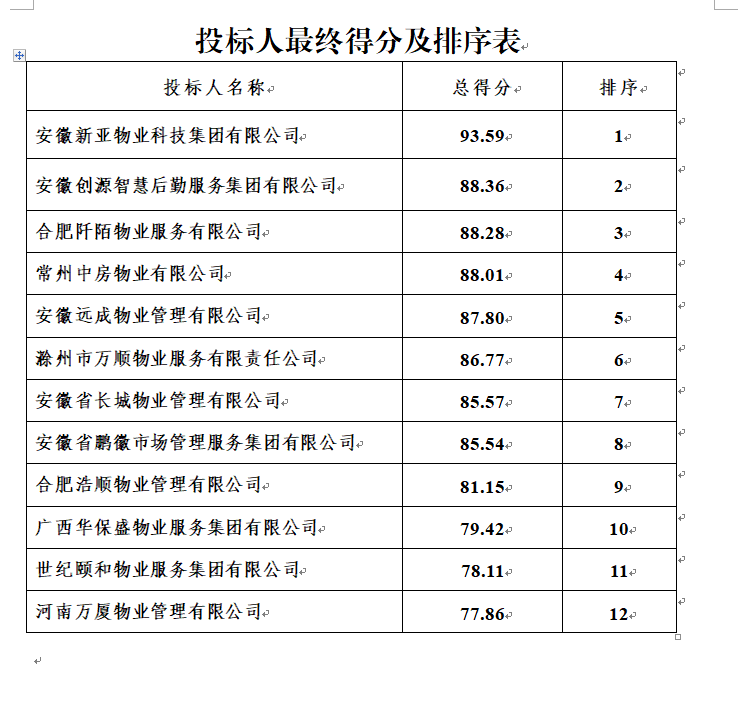 投标人最终得分及排序表
投标人名称 总得分 排序
安徽新亚物业科技集团有限公司 93.59 1
安徽创源智慧后勤服务集团有限公司 88.36 2
合肥阡陌物业服务有限公司 88.28 3
常州中房物业有限公司 88.01 4
安徽远成物业管理有限公司 87.80 5
滁州市万顺物业服务有限责任公司 86.77 6
安徽省长城物业管理有限公司 85.57 7
安徽省鹏徽市场管理服务集团有限公司 85.54 8
合肥浩顺物业管理有限公司 81.15 9
广西华保盛物业服务集团有限公司 79.42 10
世纪颐和物业服务集团有限公司 78.11 11
河南万厦物业管理有限公司 77.86 12